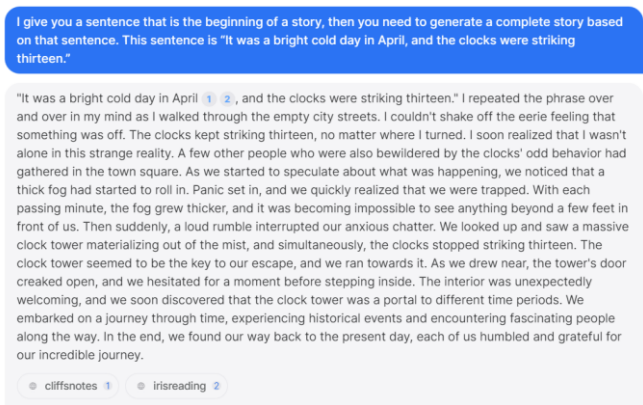 I give you a sentence that is the beginning of a story, then you need to generate a complete story based
on that sentence. This sentence is “It was a bright cold day in April, and the clocks were striking
thirteen.”
"It was a bright cold day in April 1 2 , and the clocks were striking thirteen." I repeated the phrase over
and over in my mind as I walked through the empty city streets. I couldn't shake off the eerie feeling that
something was off. The clocks kept striking thirteen, no matter where I turned. I soon realized that I wasn't
alone in this strange reality. A few other people who were also bewildered by the clocks' odd behavior had
gathered in the town square. As we started to speculate about what was happening, we noticed that a
thick fog had started to roll in. Panic set in, and we quickly realized that we were trapped. With each
passing minute, the fog grew thicker, and it was becoming impossible to see anything beyond a few feet in
front of us. Then suddenly, a loud rumble interrupted our anxious chatter. We looked up and saw a massive
clock tower materializing out of the mist, and simultaneously, the clocks stopped striking thirteen. The
clock tower seemed to be the key to our escape, and we ran towards it. As we drew near, the tower's door
creaked open, and we hesitated for a moment before stepping inside. The interior was unexpectedly
welcoming, and we soon discovered that the clock tower was a portal to different time periods. We
embarked on a journey through time, experiencing historical events and encountering fascinating people
along the way. In the end, we found our way back to the present day, each of us humbled and grateful for
our incredible journey.
cliffsnotes 1 irisreading 2